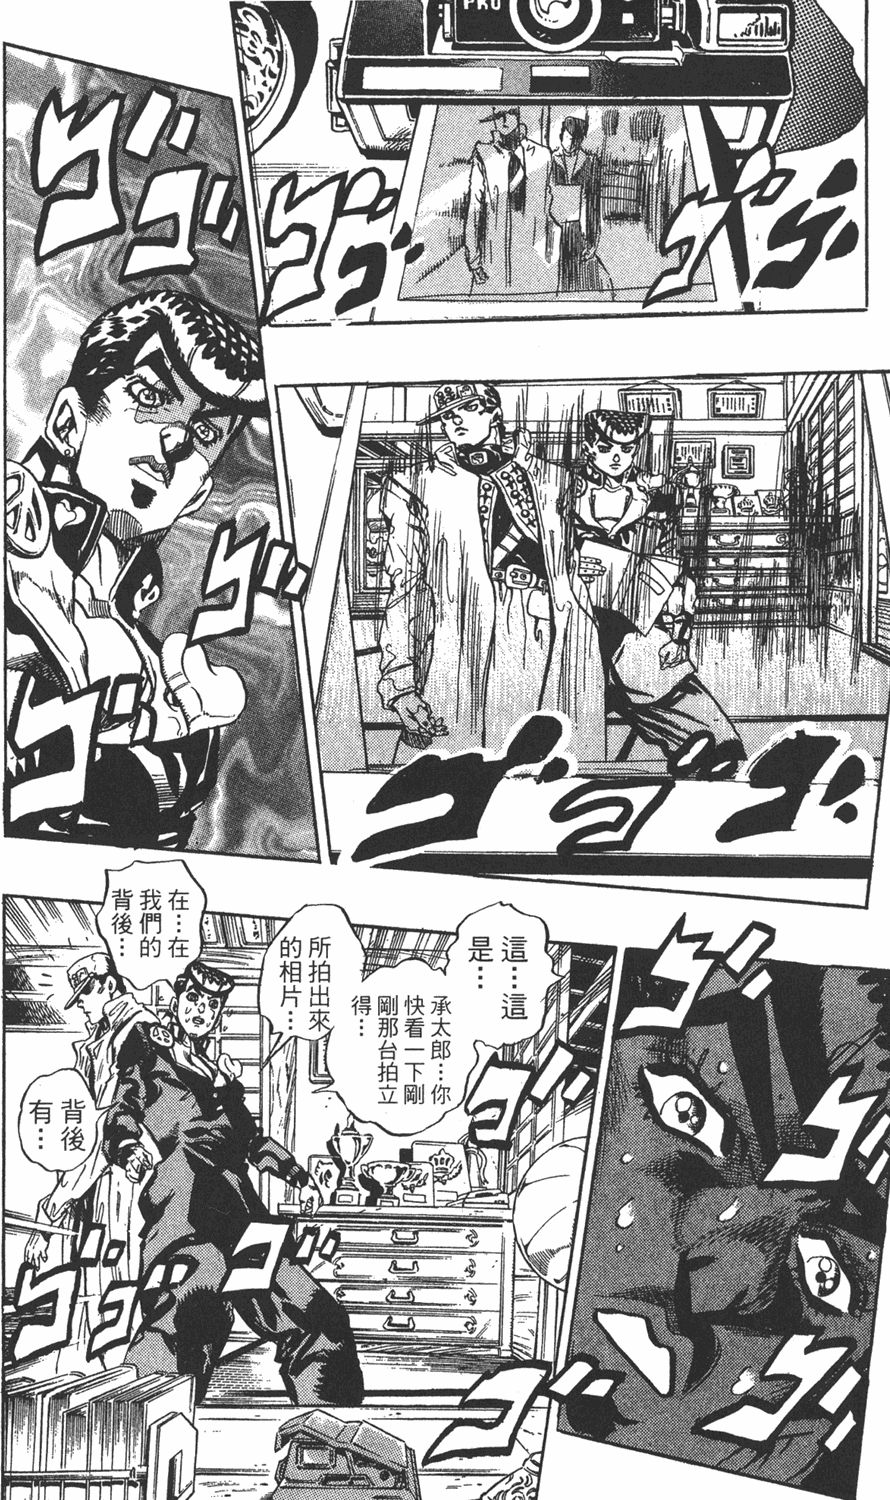 PRO
ゴゴゴ
ゴゴゴゴ
ゴゴゴ
ゴゴ
ゴゴ
這…這
是…
承太郎…你
快看一下剛
剛那台拍立
得…
所拍出來
的相片…
在…在
我們的
背後…
背後
有…
ゴゴゴゴ
ゴゴゴゴゴゴ